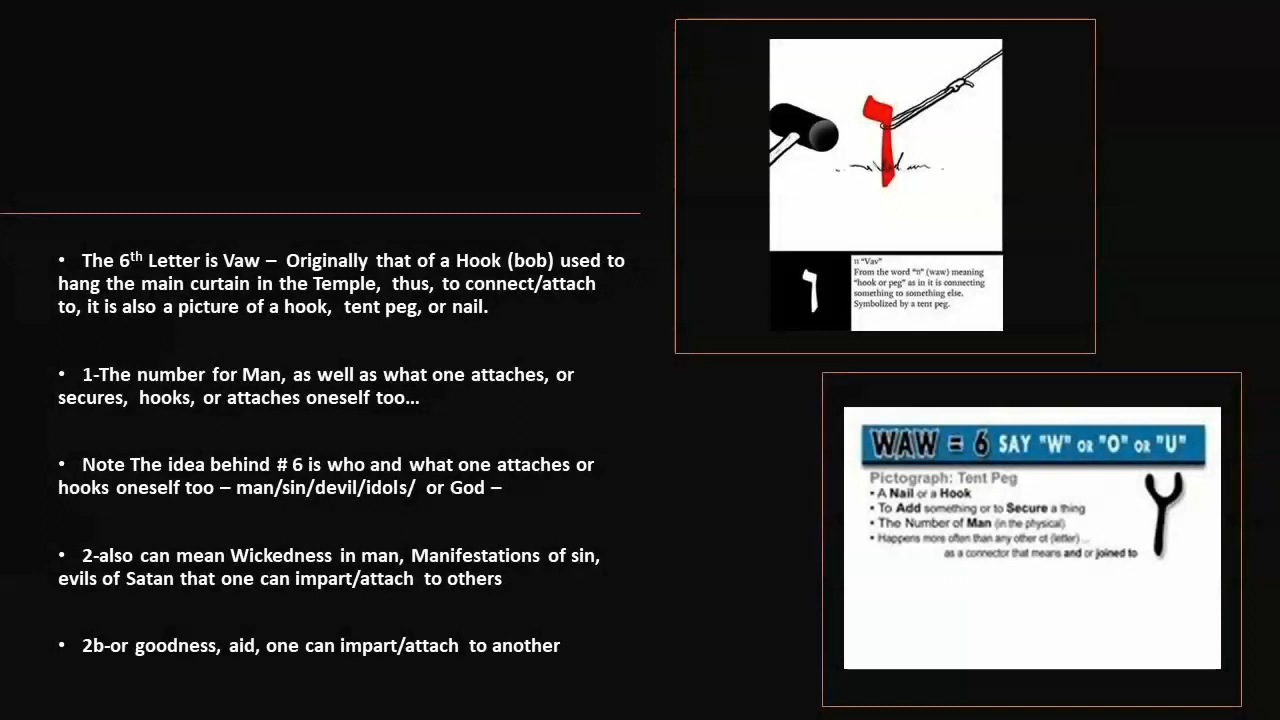 • The 6th Letter is Vaw – Originally that of a Hook (bob) used to
hang the main curtain in the Temple, thus, to connect/attach
to, it is also a picture of a hook, tent peg, or nail.
• 1-The number for Man, as well as what one attaches, or
secures, hooks, or attaches oneself too...
• Note The idea behind # 6 is who and what one attaches or
hooks oneself too – man/sin/devil/idols/ or God –
• 2-also can mean Wickedness in man, Manifestations of sin,
evils of Satan that one can impart/attach to others
• 2b-or goodness, aid, one can impart/attach to another
ו
וו "Vav"
From the word "וו" (waw) meaning
"hook or peg" as in it is connecting
something to something else.
Symbolized by a tent peg.
WAW = 6 SAY "W" OR "O" OR "U"
Pictograph: Tent Peg
• A Nail or a Hook
• To Add something or to Secure a thing
• The Number of Man (in the physical)
• Happens more often than any other ot (letter) ...
as a connector that means and or joined to